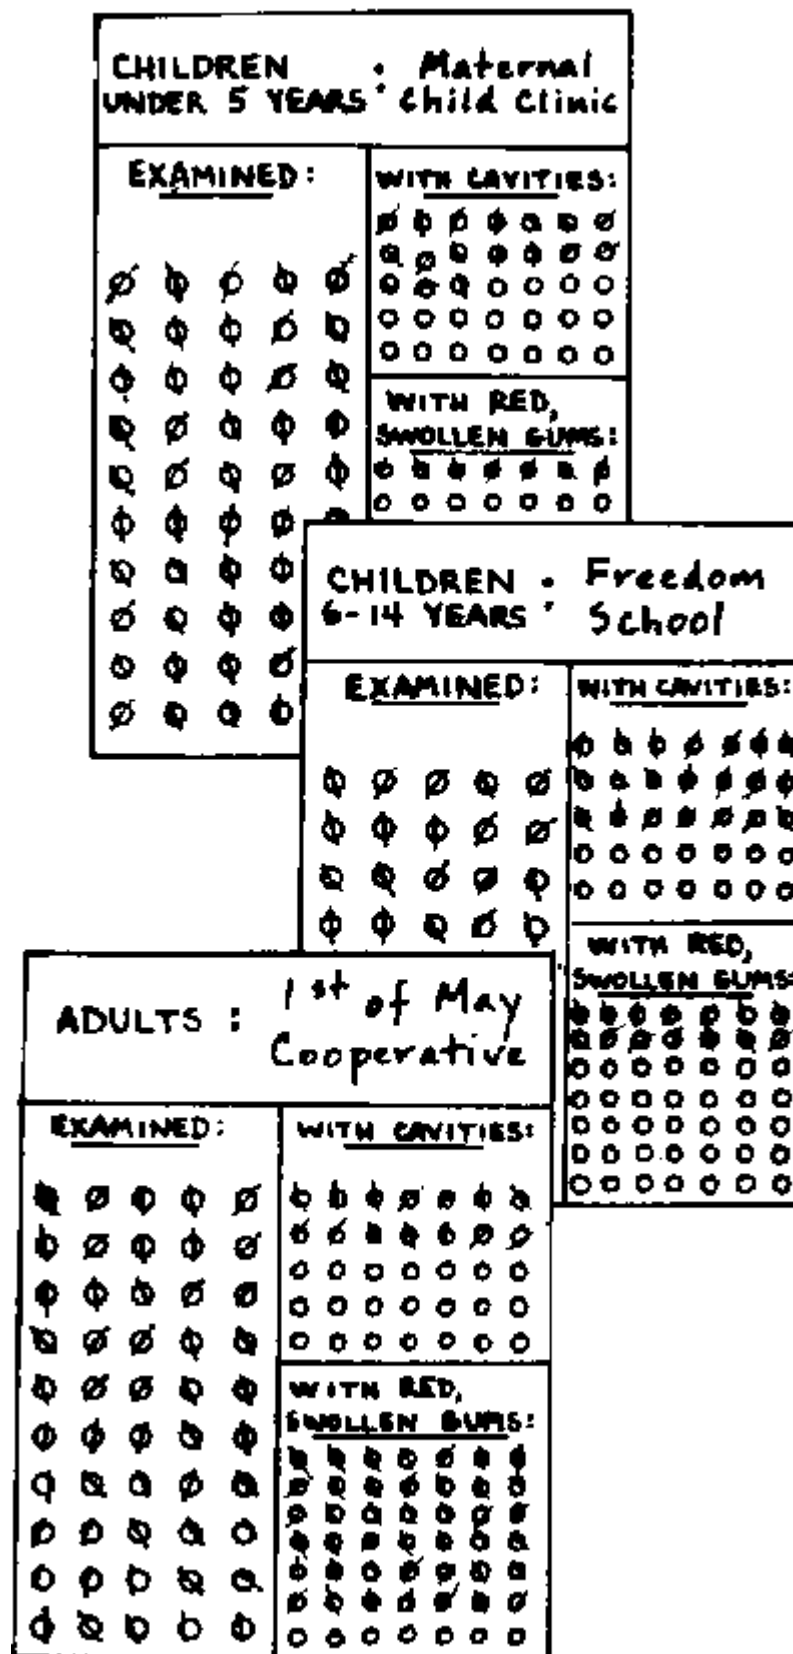 CHILDREN : Maternal
UNDER 5 YEARS Child Clinic
EXAMINED:
WITH CAVITIES:
WITH RED,
SWOLLEN GUMS:
CHILDREN : Freedom
6-14 YEARS School
EXAMINED:
WITH CAVITIES:
WITH RED,
SWOLLEN GUMS:
ADULTS : 1st of May
Cooperative
EXAMINED:
WITH CAVITIES:
WITH RED,
SWOLLEN GUMS: